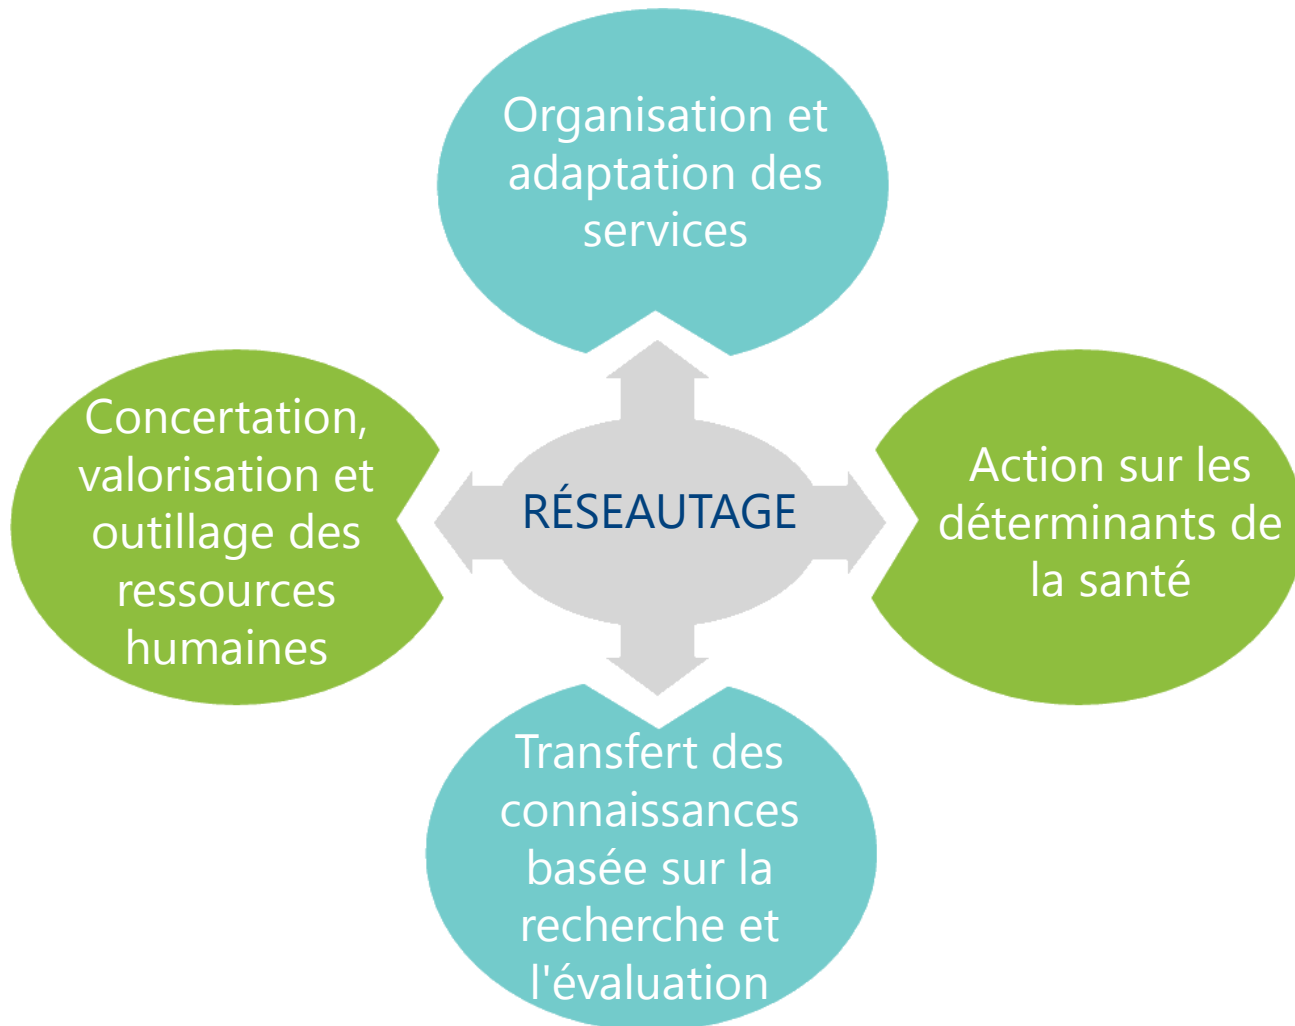 Organisation et
adaptation des
services
Concertation,
valorisation et
outillage des
ressources
humaines
RÉSEAUTAGE
Action sur les
déterminants de
la santé
Transfert des
connaissances
basée sur la
recherche et
l'évaluation